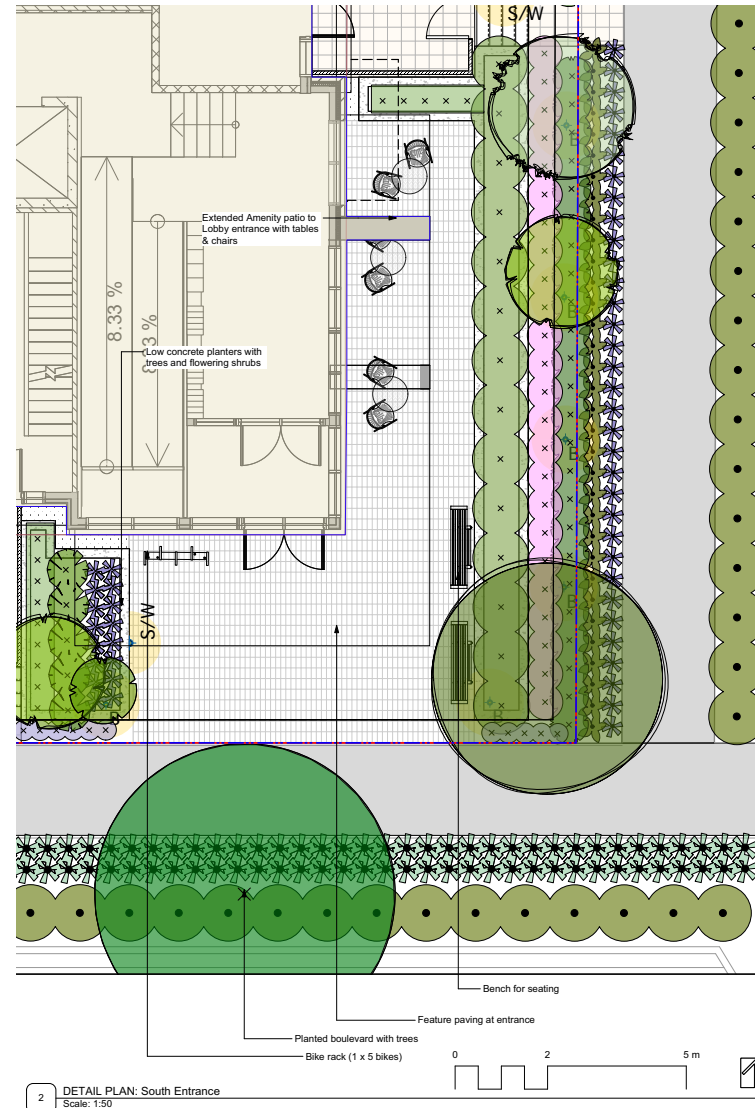 S/W
B
Extended Amenity patio to
Lobby entrance with tables
& chairs
B
8.33 %
Low concrete planters with
trees and flowering shrubs
B
S/W
B
B
B
Bench for seating
Feature paving at entrance
Planted boulevard with trees
Bike rack (1 x 5 bikes)
0 2 5 m
2
DETAIL PLAN: South Entrance
Scale: 1:50